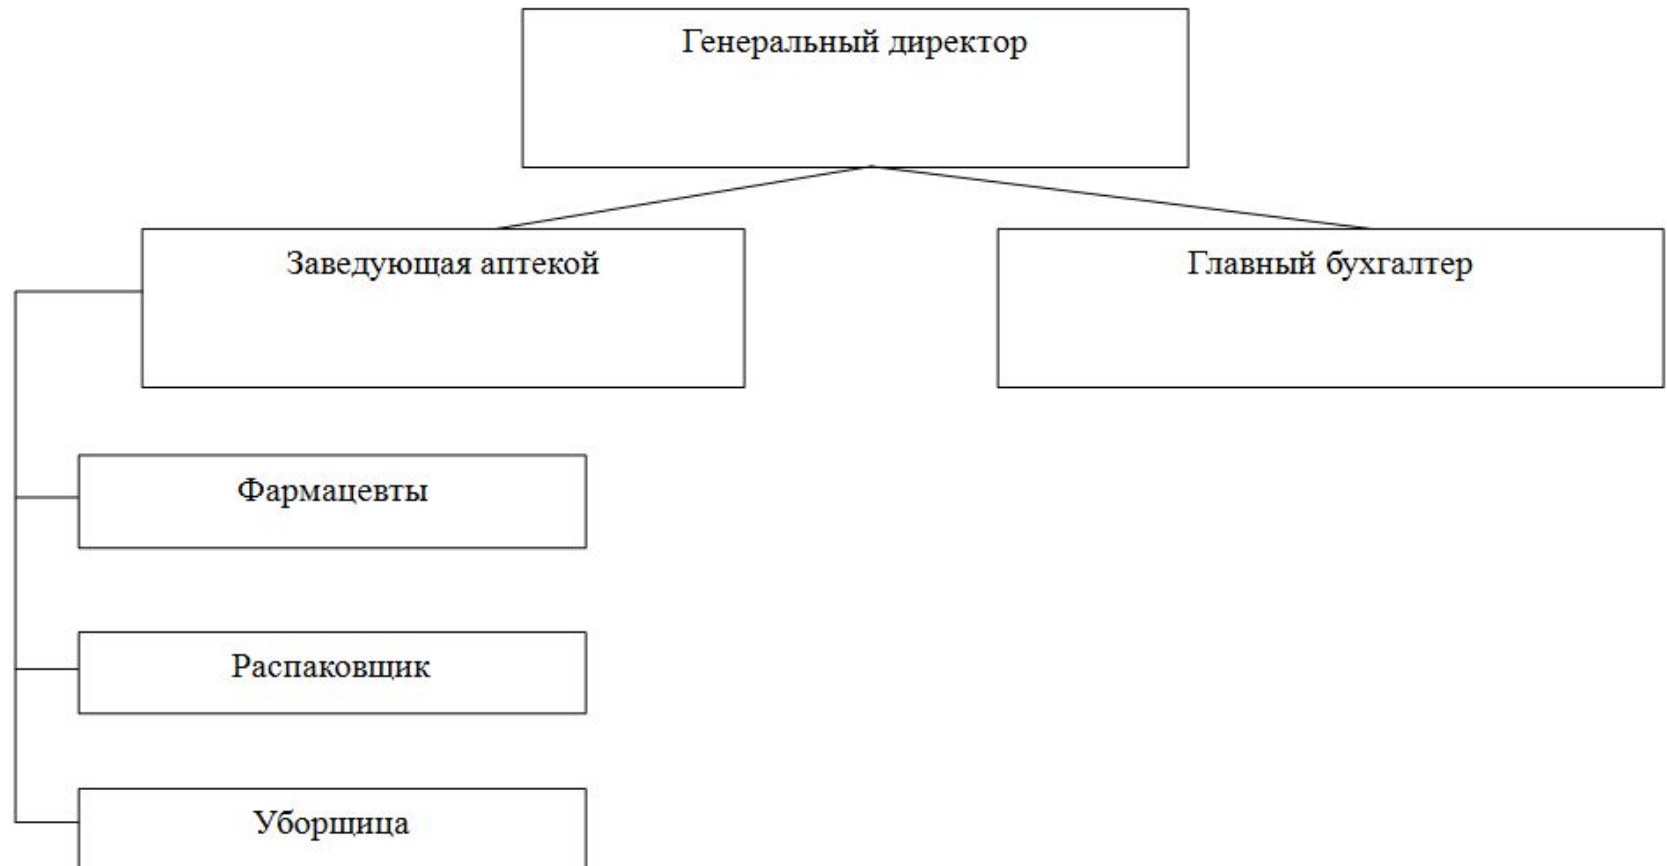 Генеральный директор
Заведующая аптекой
Главный бухгалтер
Фармацевты
Распаковщик
Уборщица